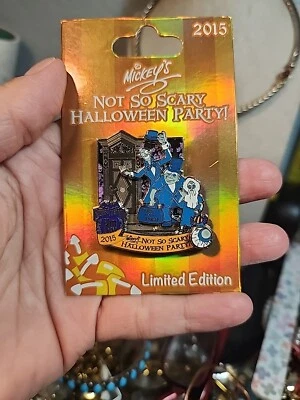 2015
MICKEY'S
NOT SO SCARY
HALLOWEEN PARTY!
2015
NOT SO SCARY
HALLOWEEN PARTY!
Limited Edition